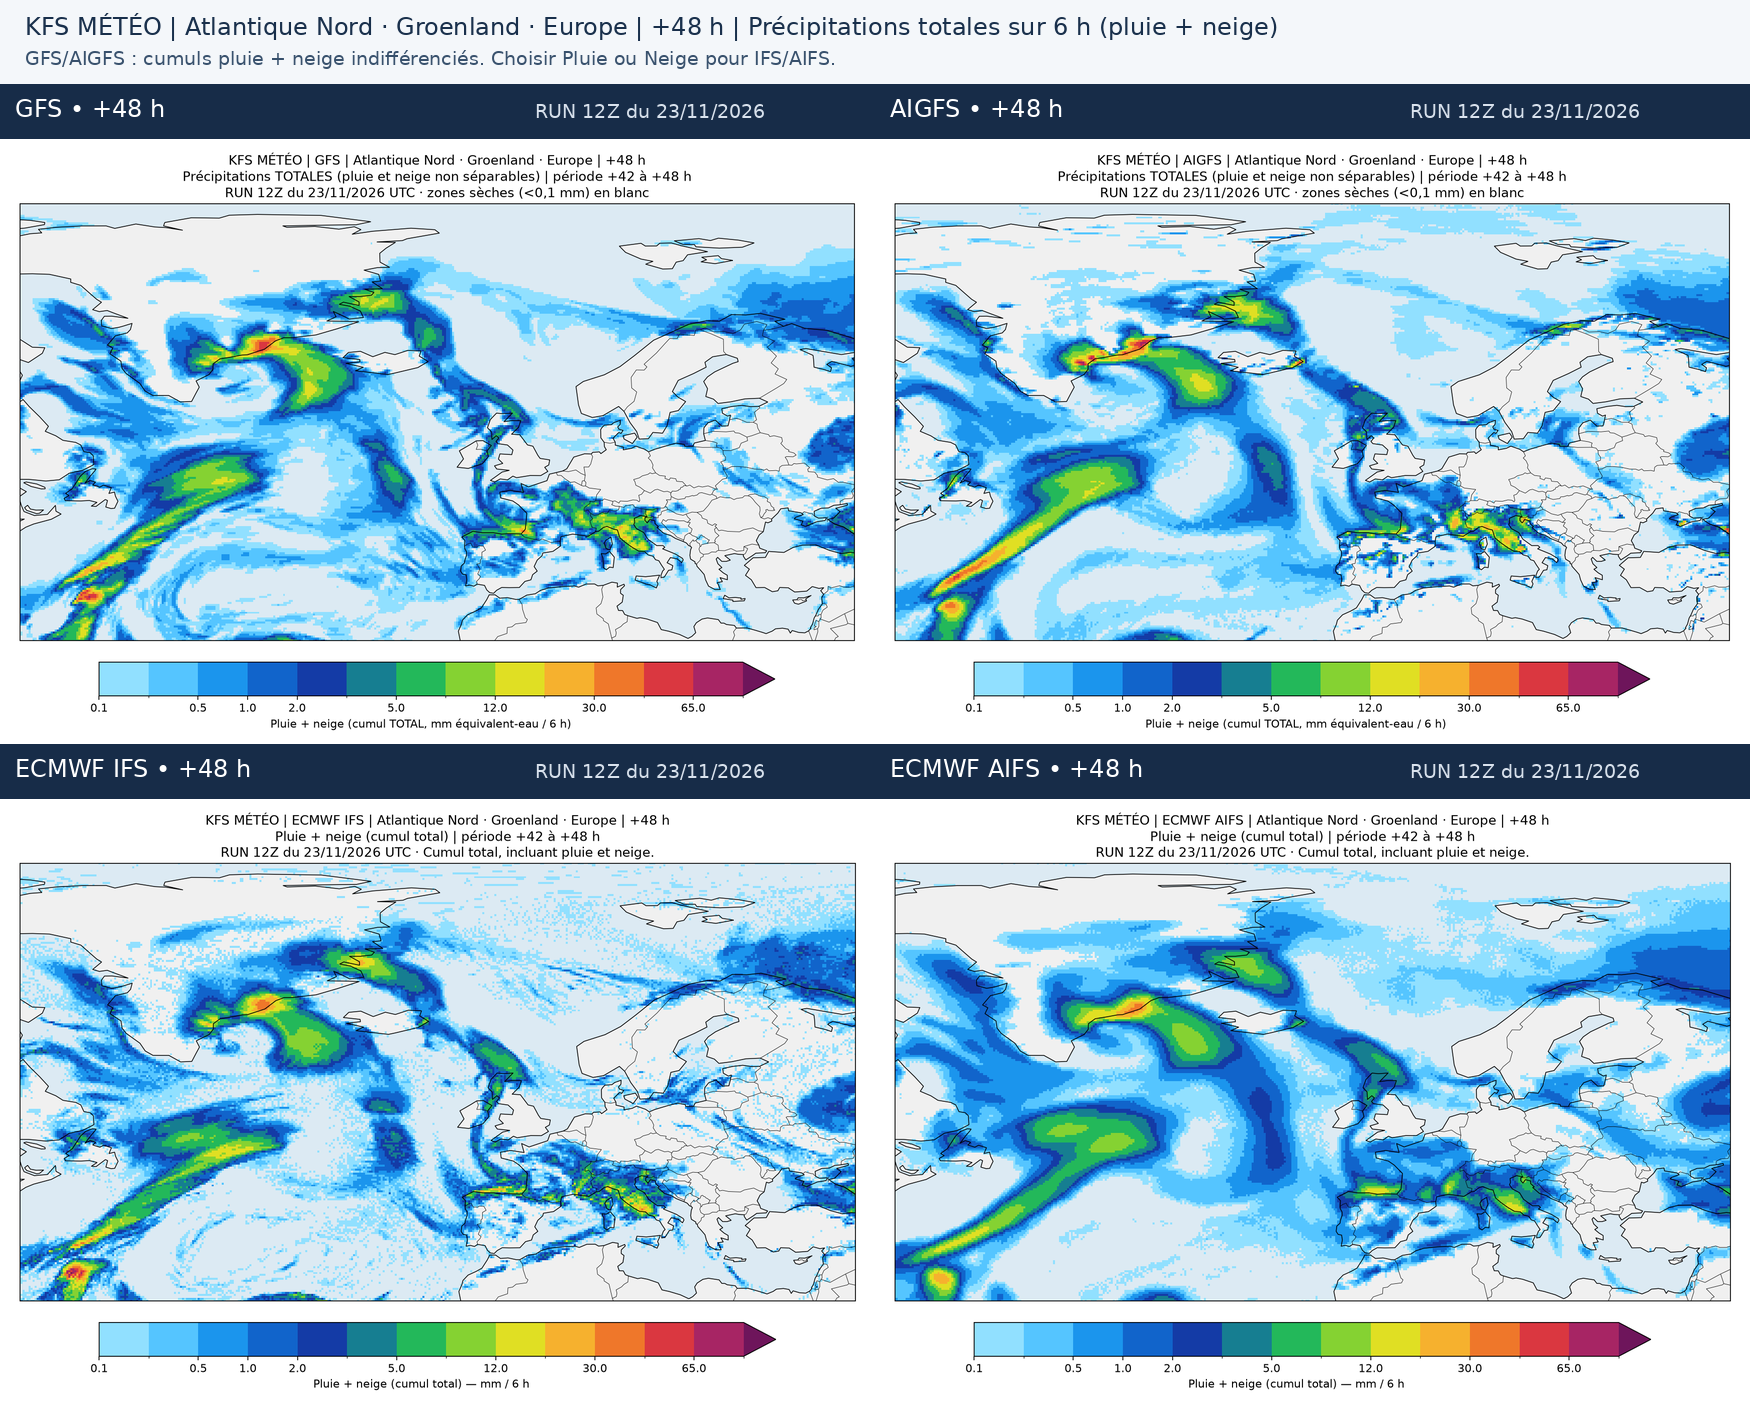 KFS MÉTÉO | Atlantique Nord · Groenland · Europe | +48 h | Précipitations totales sur 6 h (pluie + neige)
GFS/AIGFS : cumuls pluie + neige indifférenciés. Choisir Pluie ou Neige pour IFS/AIFS.
GFS • +48 h
RUN 12Z du 23/11/2026
KFS MÉTÉO | GFS | Atlantique Nord · Groenland · Europe | +48 h
Précipitations TOTALES (pluie et neige non séparables) | période +42 à +48 h
RUN 12Z du 23/11/2026 UTC · zones sèches (<0,1 mm) en blanc
0.1 0.5 1.0 2.0 5.0 12.0 30.0 65.0
Pluie + neige (cumul TOTAL, mm équivalent-eau / 6 h)
AIGFS • +48 h
RUN 12Z du 23/11/2026
KFS MÉTÉO | AIGFS | Atlantique Nord · Groenland · Europe | +48 h
Précipitations TOTALES (pluie et neige non séparables) | période +42 à +48 h
RUN 12Z du 23/11/2026 UTC · zones sèches (<0,1 mm) en blanc
0.1 0.5 1.0 2.0 5.0 12.0 30.0 65.0
Pluie + neige (cumul TOTAL, mm équivalent-eau / 6 h)
ECMWF IFS • +48 h
RUN 12Z du 23/11/2026
KFS MÉTÉO | ECMWF IFS | Atlantique Nord · Groenland · Europe | +48 h
Pluie + neige (cumul total) | période +42 à +48 h
RUN 12Z du 23/11/2026 UTC · Cumul total, incluant pluie et neige.
0.1 0.5 1.0 2.0 5.0 12.0 30.0 65.0
Pluie + neige (cumul total) — mm / 6 h
ECMWF AIFS • +48 h
RUN 12Z du 23/11/2026
KFS MÉTÉO | ECMWF AIFS | Atlantique Nord · Groenland · Europe | +48 h
Pluie + neige (cumul total) | période +42 à +48 h
RUN 12Z du 23/11/2026 UTC · Cumul total, incluant pluie et neige.
0.1 0.5 1.0 2.0 5.0 12.0 30.0 65.0
Pluie + neige (cumul total) — mm / 6 h